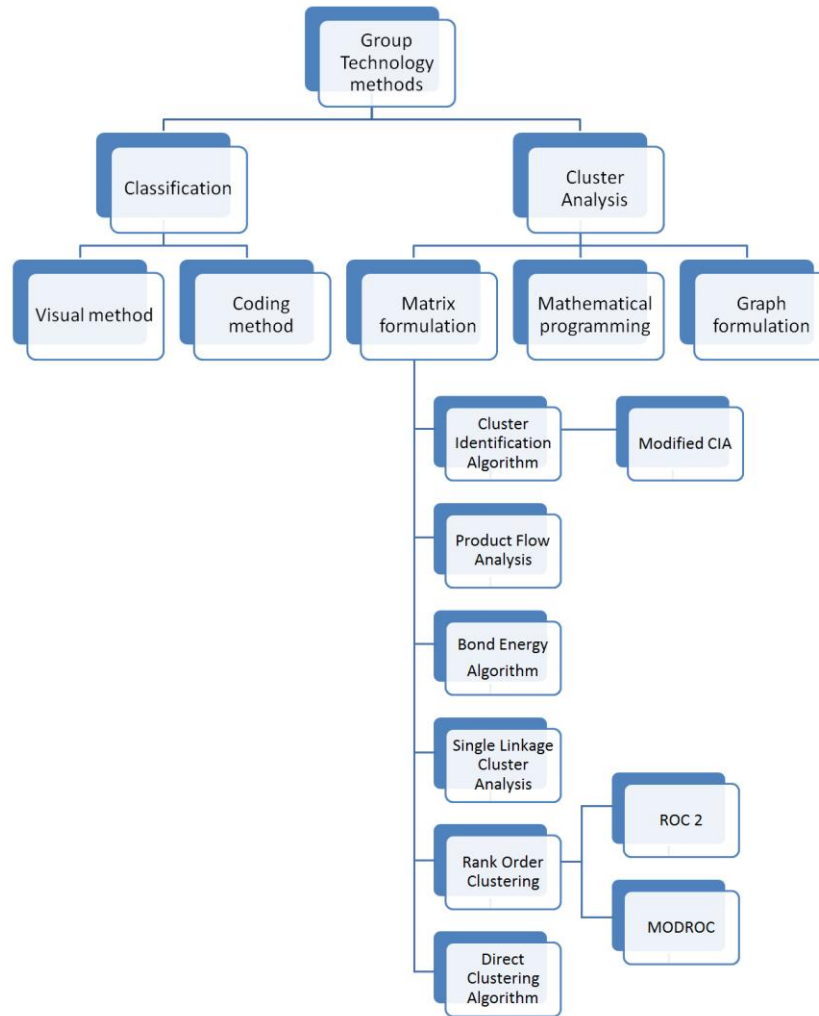 Group
Technology
methods
Classification
Cluster
Analysis
Visual method
Coding
method
Matrix
formulation
Mathematical
programming
Graph
formulation
Cluster
Identification
Algorithm
Modified CIA
Product Flow
Analysis
Bond Energy
Algorithm
Single Linkage
Cluster
Analysis
ROC 2
Rank Order
Clustering
MODROC
Direct
Clustering
Algorithm